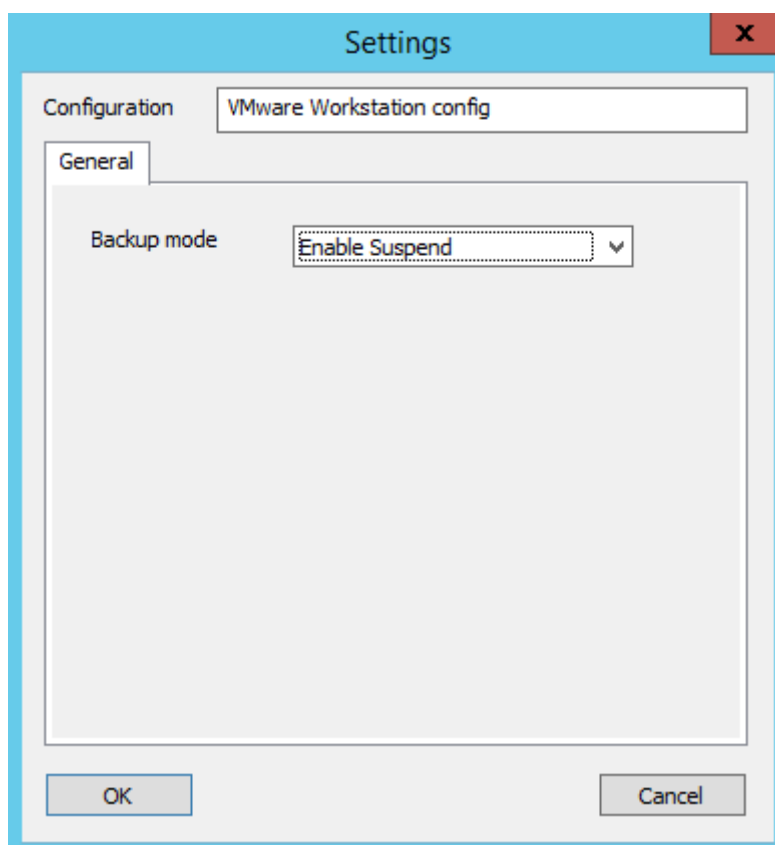 Settings
x
Configuration VMware Workstation config
General
Backup mode Enable Suspend
OK Cancel